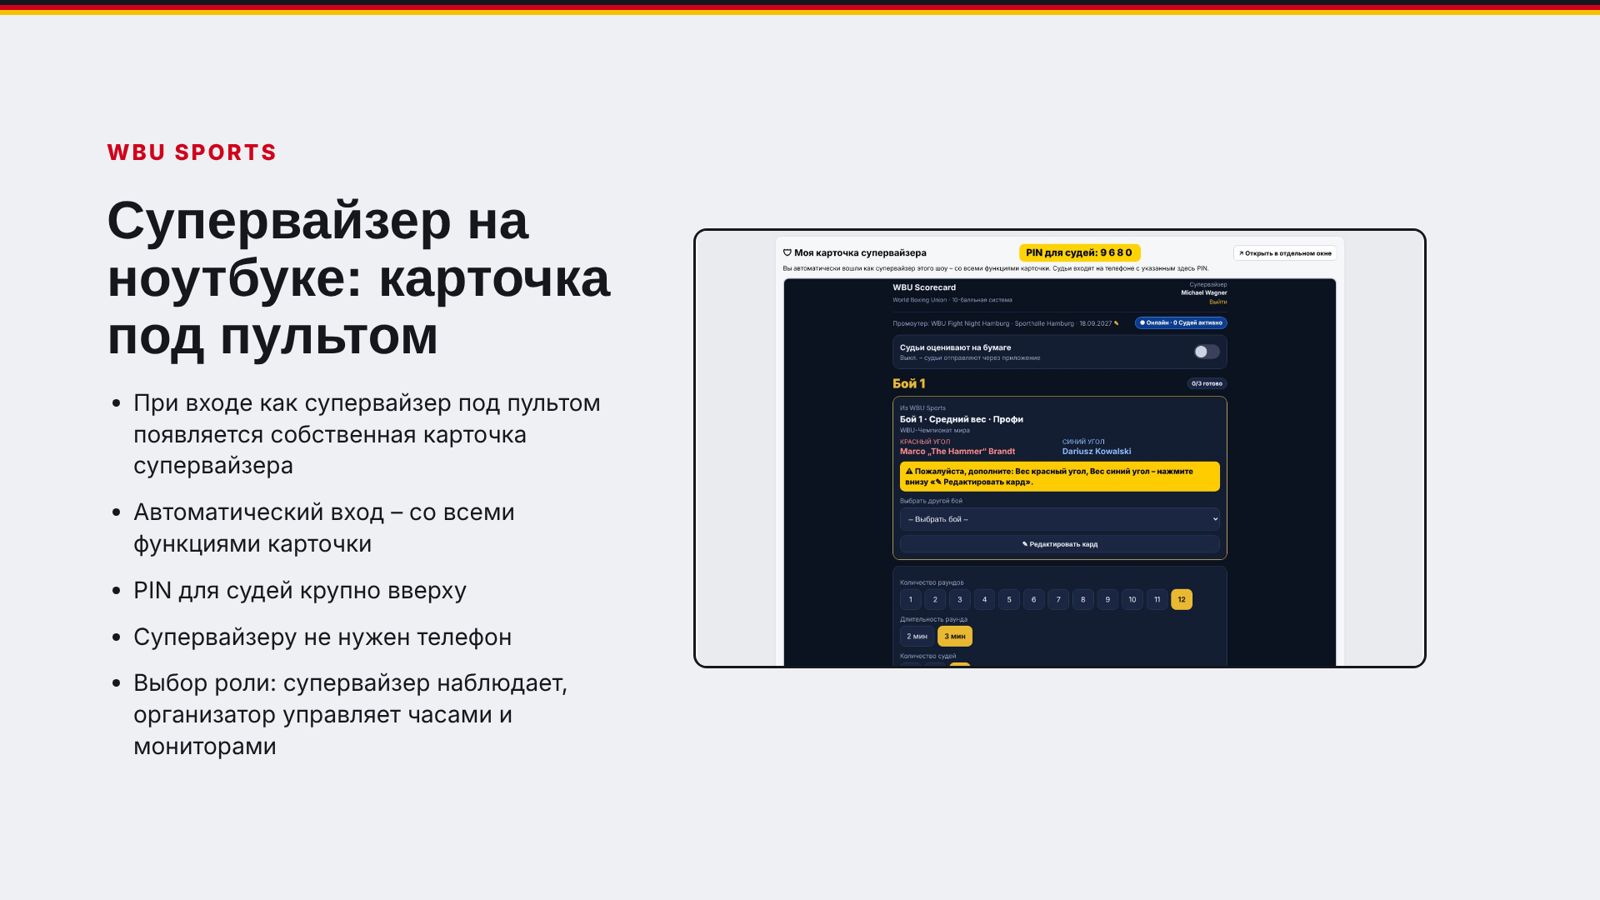 WBU SPORTS
Супервайзер на
ноутбуке: карточка
под пультом
• При входе как супервайзер под пультом
появляется собственная карточка
супервайзера
• Автоматический вход – со всеми
функциями карточки
• PIN для судей крупно вверху
• Супервайзеру не нужен телефон
• Выбор роли: супервайзер наблюдает,
организатор управляет часами и
мониторами
🛡 Моя карточка супервайзера
PIN для судей: 9680
↗ Открыть в отдельном окне
Вы автоматически вошли как супервайзер этого шоу – со всеми функциями карточки. Судьи входят на телефоне с указанным здесь PIN.
WBU Scorecard
World Boxing Union · 10-балльная система
Супервайзер
Michael Wagner
Выйти
Промоутер: WBU Fight Night Hamburg · Sporthalle Hamburg · 18.09.2027 ✎
● Онлайн · 0 Судей активно
Судьи оценивают на бумаге
Выкл. – судьи отправляют через приложение
Бой 1
0/3 готово
Из WBU Sports
Бой 1 · Средний вес · Профи
WBU-Чемпионат мира
КРАСНЫЙ УГОЛ
Marco „The Hammer“ Brandt
СИНИЙ УГОЛ
Dariusz Kowalski
⚠ Пожалуйста, дополните: Вес красный угол, Вес синий угол – нажмите
внизу «✎ Редактировать кард».
Выбрать другой бой
– Выбрать бой –
✎ Редактировать кард
Количество раундов
1 2 3 4 5 6 7 8 9 10 11 12
Длительность раунда
2 мин 3 мин
Количество судей